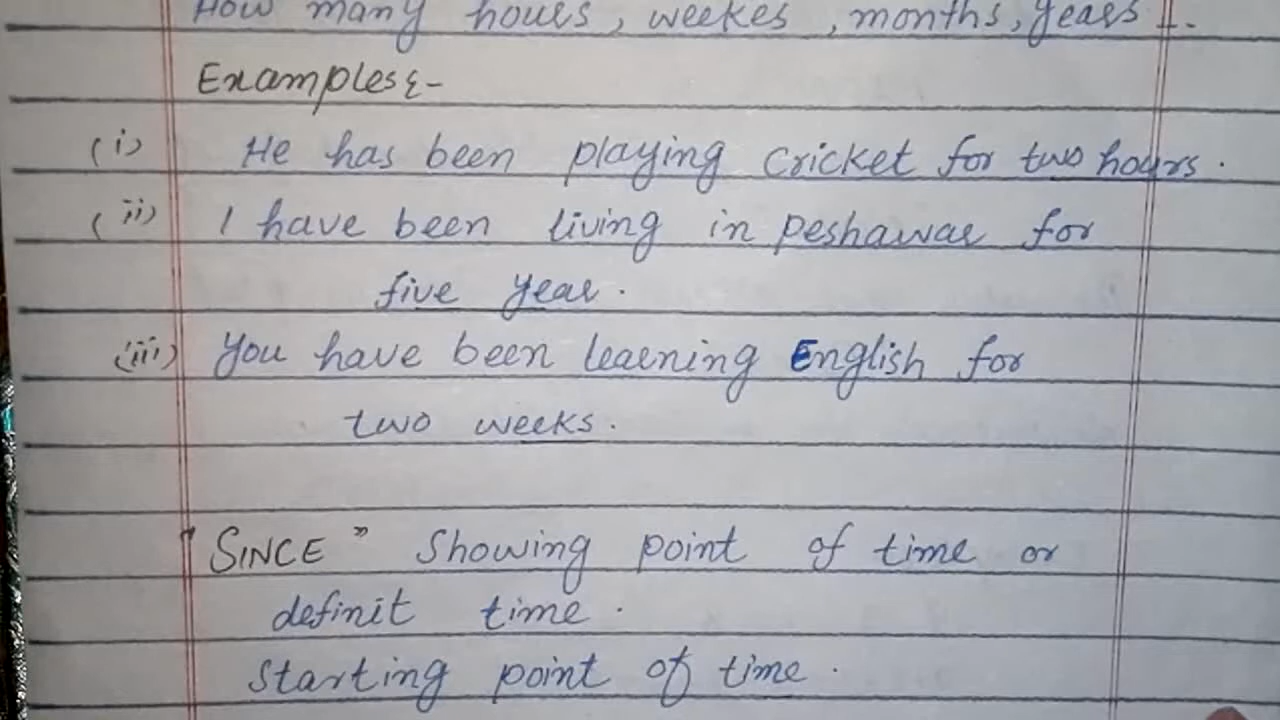 How many hours, weekes, months, years -.
Examples:-
(i) He has been playing cricket for two hours.
(ii) I have been living in peshawar for
five year.
(iii) You have been learning English for
two weeks.
"SINCE" Showing point of time or
definit time.
Starting point of time.